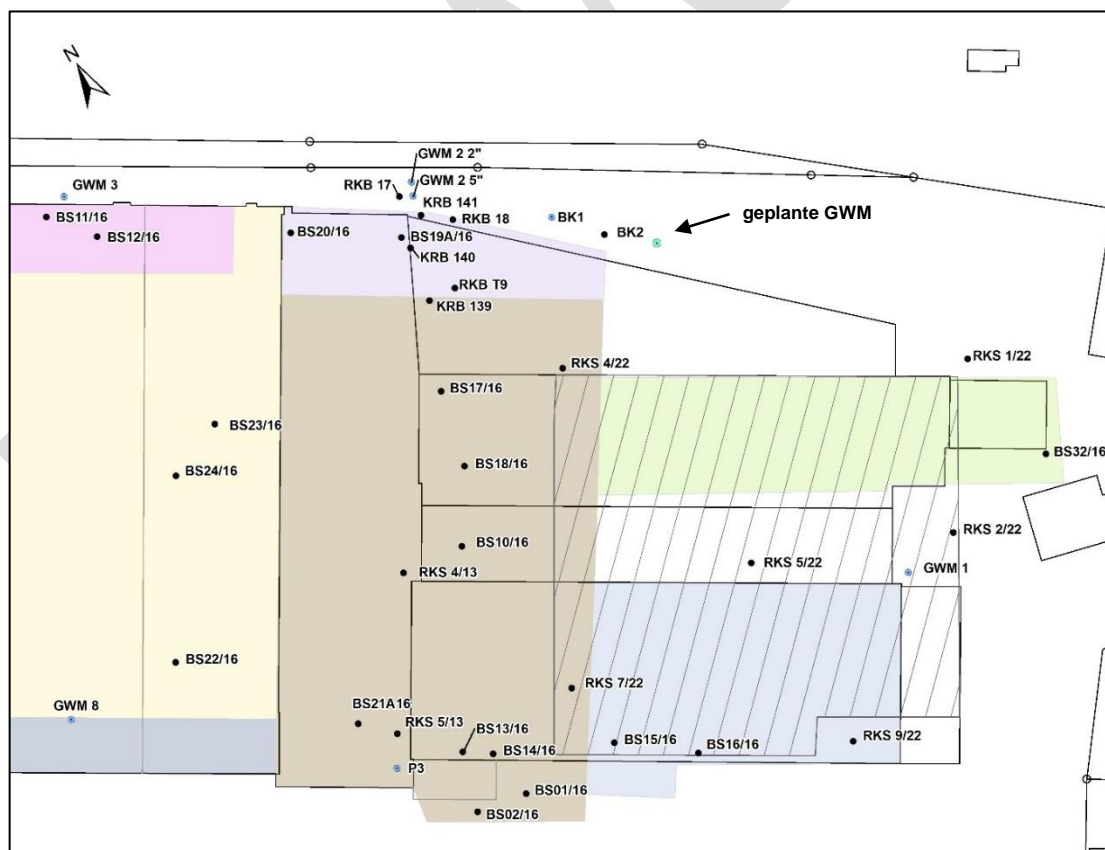 N
GWM 2 2"
GWM 3
RKB 17
GWM 2 5"
KRB 141
geplante GWM
BS11/16
RKB 18
BK1
BS12/16
BS20/16
BS19A/16
BK2
KRB 140
RKB T9
KRB 139
RKS 4/22
RKS 1/22
BS17/16
BS23/16
BS24/16
BS18/16
BS32/16
BS10/16
RKS 2/22
RKS 4/13
RKS 5/22
GWM 1
BS22/16
RKS 7/22
GWM 8
BS21A16
RKS 5/13
BS13/16
BS14/16
BS15/16
BS16/16
RKS 9/22
P3
BS01/16
BS02/16